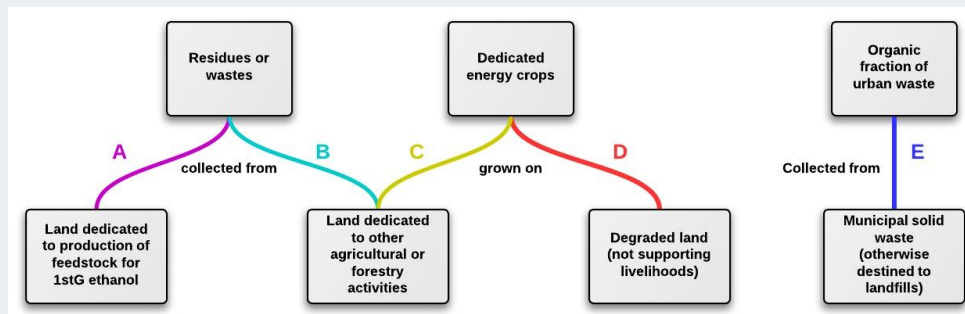 Residues or
wastes
Dedicated
energy crops
Organic
fraction of
urban waste
A
collected from
B
C
grown on
D
Collected from
E
Land dedicated
to production of
feedstock for
1stG ethanol
Land dedicated
to other
agricultural or
forestry
activities
Degraded land
(not supporting
livelihoods)
Municipal solid
waste
(otherwise
destined to
landfills)